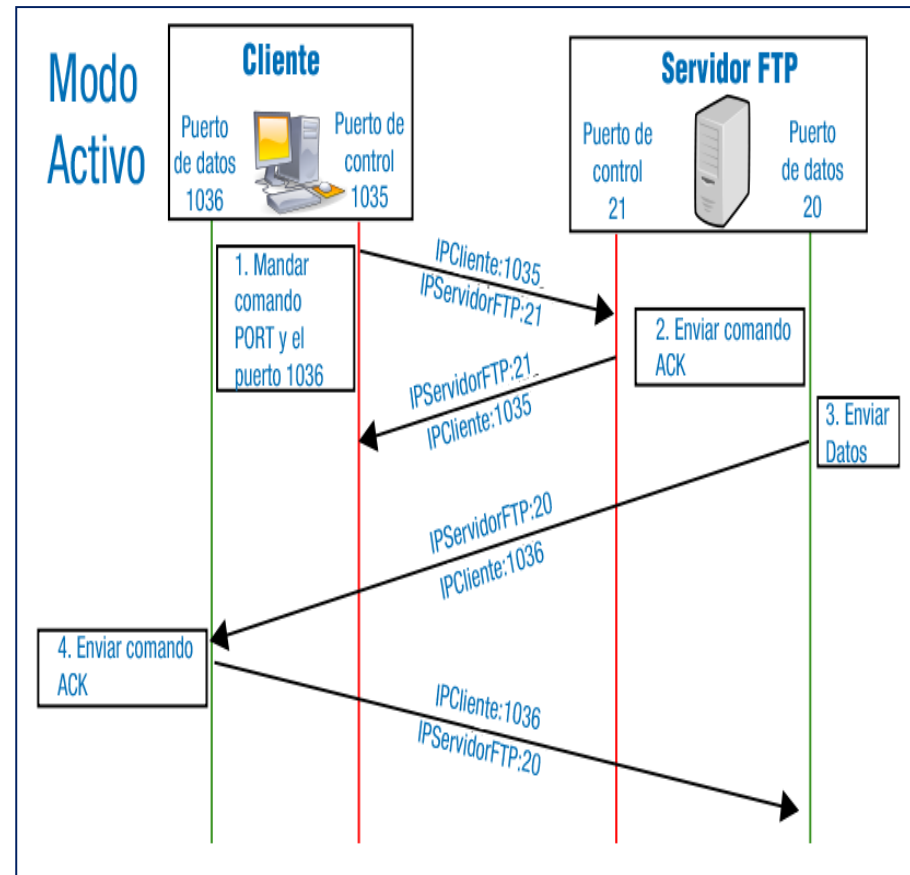 Modo
Activo
Cliente
Puerto
de datos
1036
Puerto de
control
1035
Servidor FTP
Puerto de
control
21
Puerto
de datos
20
1. Mandar
comando
PORT y el
puerto 1036
IPCliente:1035_
IPServidorFTP:21
2. Enviar comando
ACK
IPServidorFTP:21_
IPCliente:1035
3. Enviar
Datos
IPServidorFTP:20
IPCliente:1036
4. Enviar comando
ACK
IPCliente:1036
IPServidorFTP:20